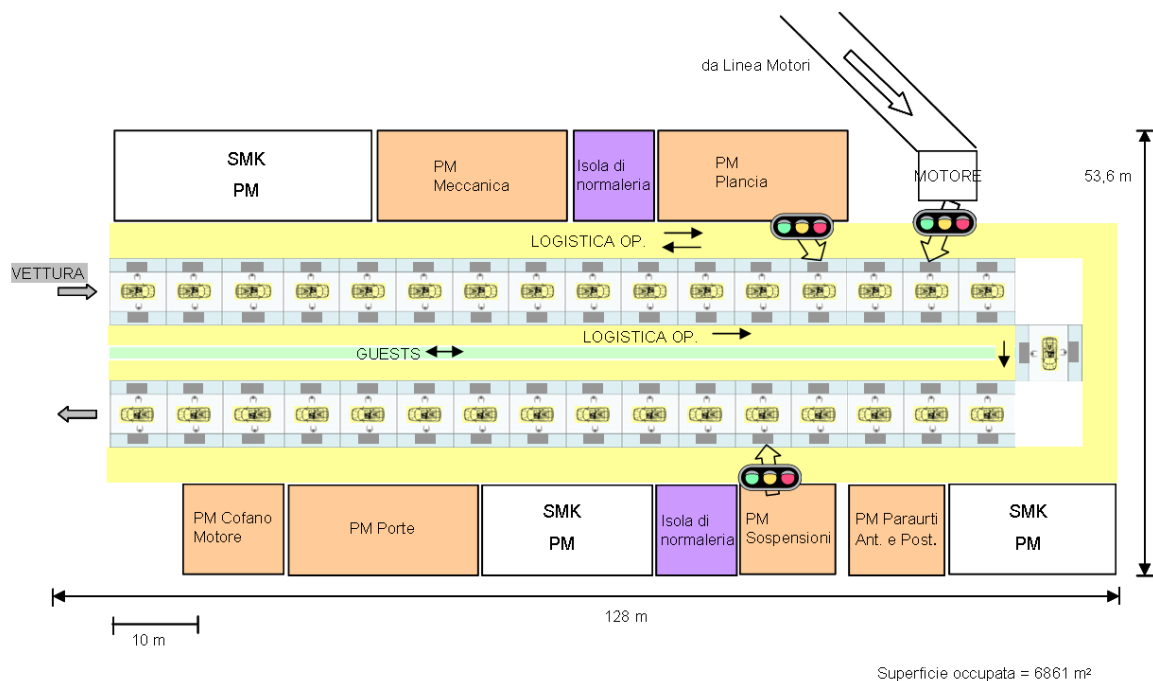 da Linea Motori
SMK
PM
PM
Meccanica
Isola di
normaleria
PM
Plancia
MOTORE
53,6 m
LOGISTICA OP.
VETTURA
LOGISTICA OP.
GUESTS
PM Cofano
Motore
PM Porte
SMK
PM
Isola di
normaleria
PM
Sospensioni
PM Paraurti
Ant. e Post.
SMK
PM
128 m
10 m
Superficie occupata = 6861 m²